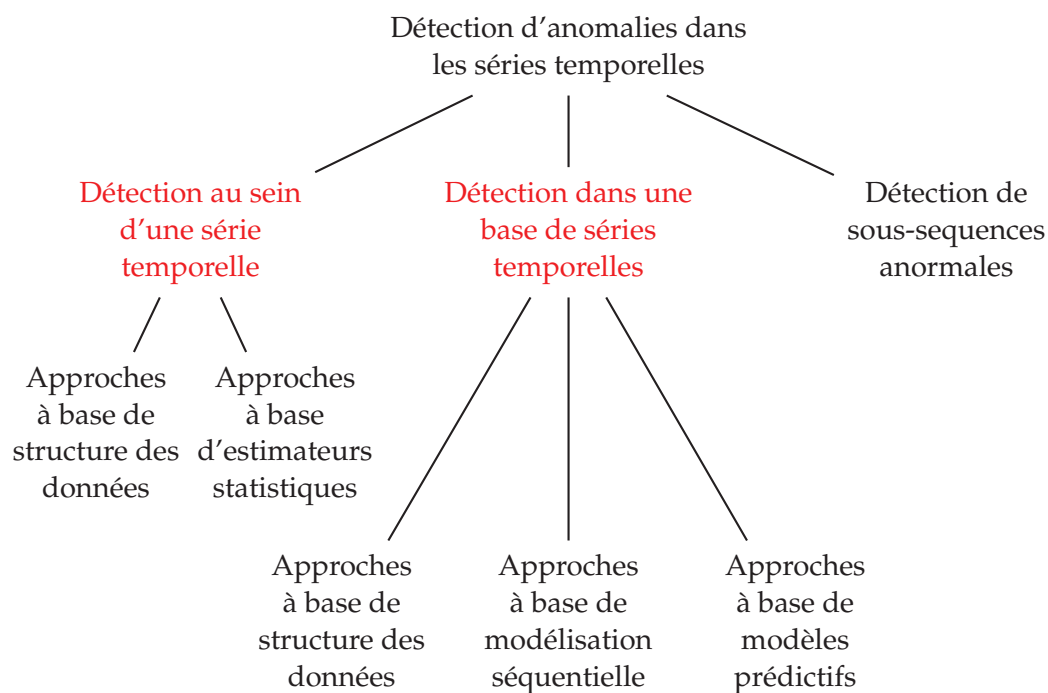 Détection d'anomalies dans
les séries temporelles
Détection au sein
d'une série
temporelle
Détection dans une
base de séries
temporelles
Détection de
sous-sequences
anormales
Approches
à base de
structure des
données
Approches
à base
d'estimateurs
statistiques
Approches
à base de
structure des
données
Approches
à base de
modélisation
séquentielle
Approches
à base de
modèles
prédictifs